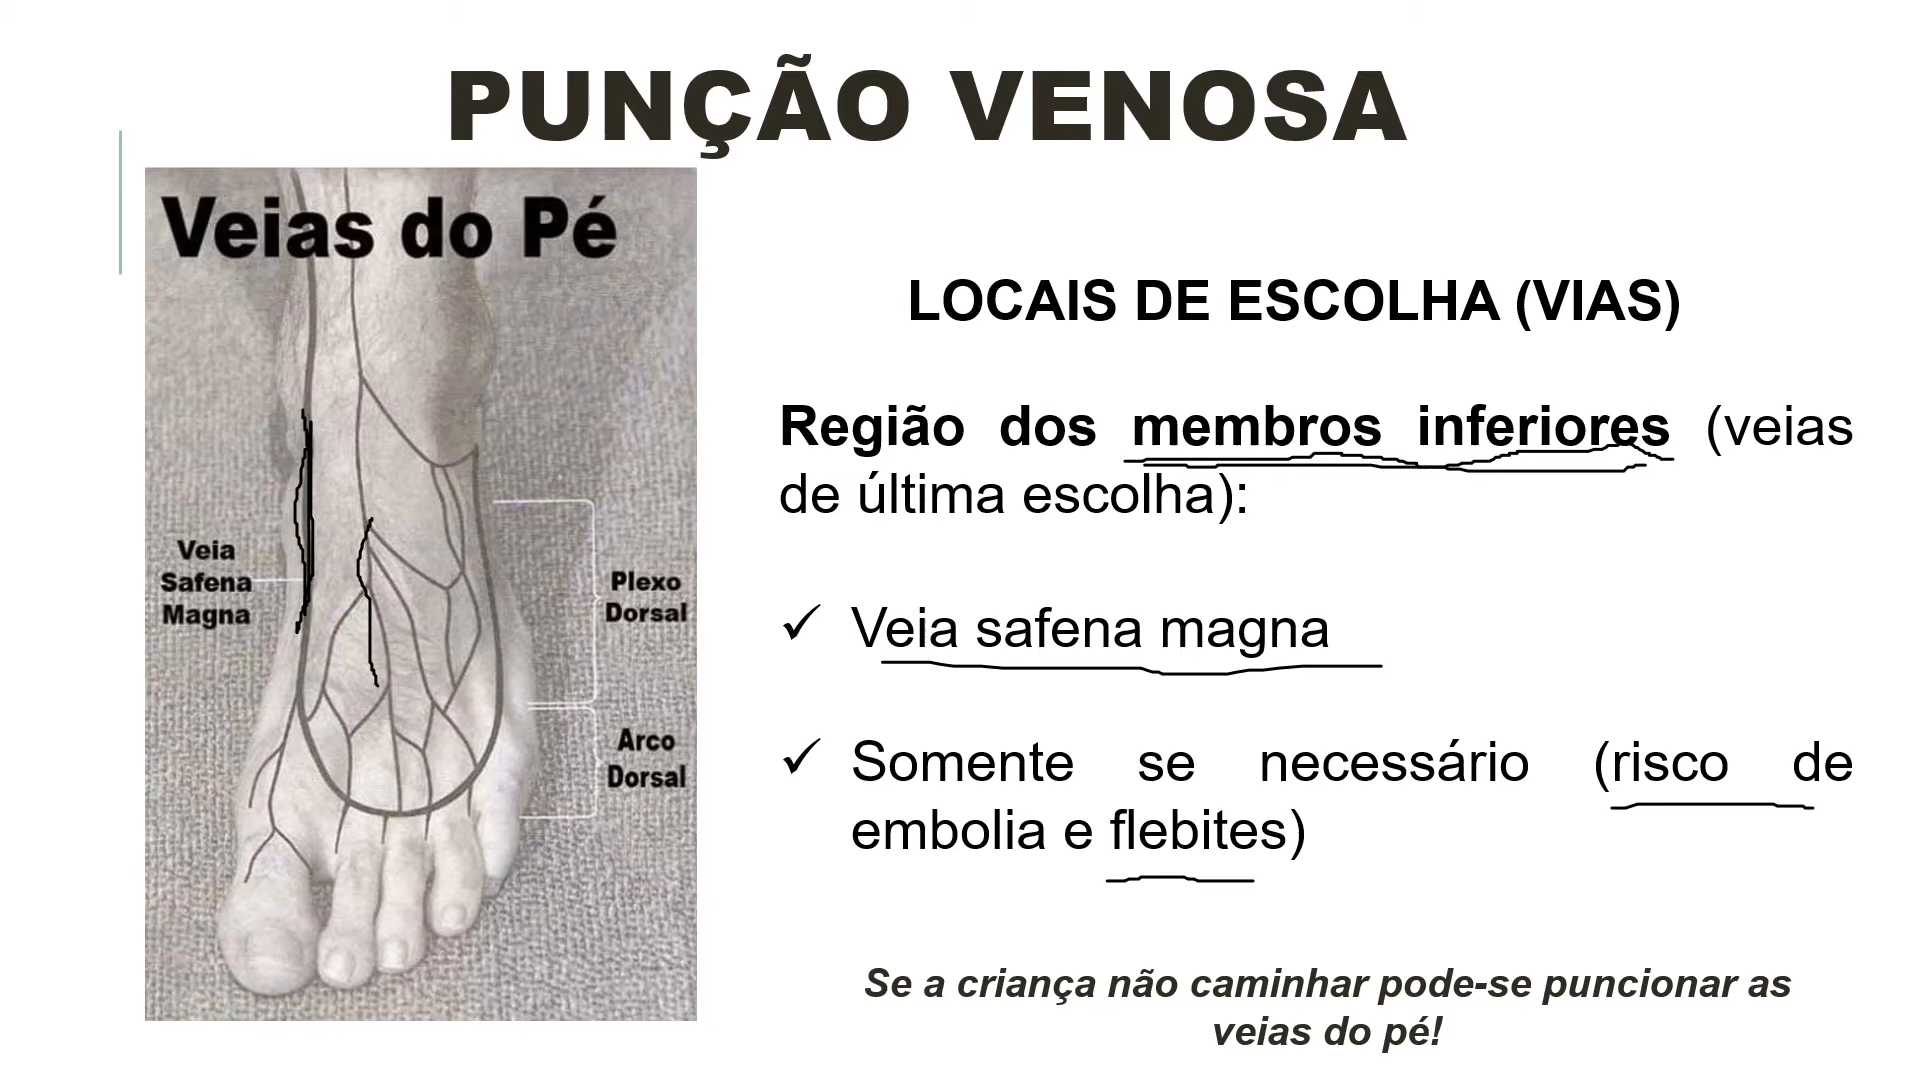 PUNÇÃO VENOSA
Veias do Pé
Veia
Safena
Magna
Plexo
Dorsal
Arco
Dorsal
LOCAIS DE ESCOLHA (VIAS)
Região dos membros inferiores (veias
de última escolha):
✓ Veia safena magna
✓ Somente se necessário (risco de
embolia e flebites)
Se a criança não caminhar pode-se puncionar as
veias do pé!